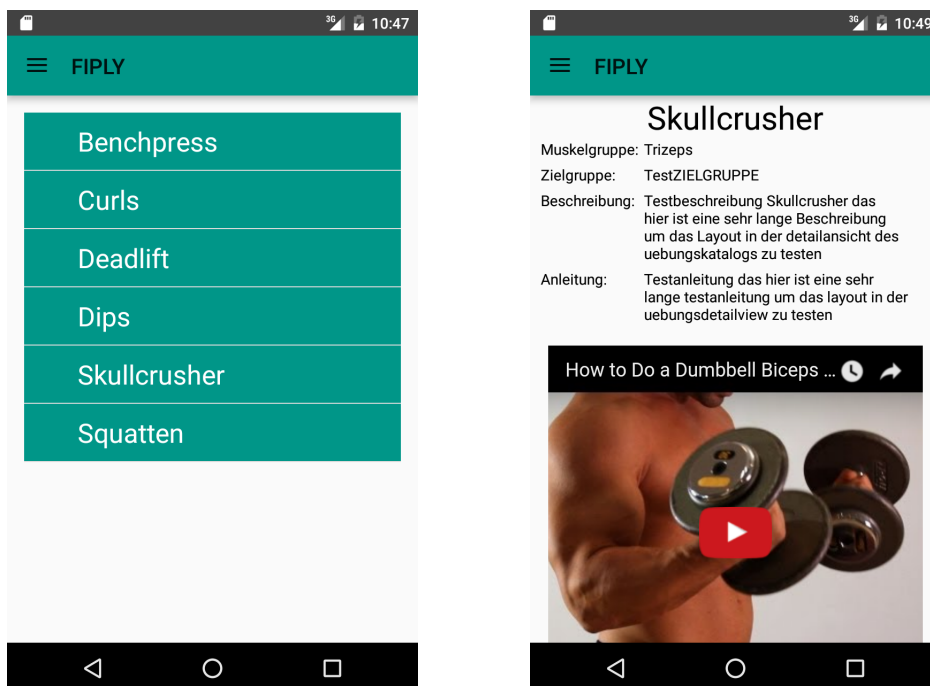 3G 10:47
FIPLY
Benchpress
Curls
Deadlift
Dips
Skullcrusher
Squatten
3G 10:49
FIPLY
Skullcrusher
Muskelgruppe: Trizeps
Zielgruppe: TestZIELGRUPPE
Beschreibung: Testbeschreibung Skullcrusher das
hier ist eine sehr lange Beschreibung
um das Layout in der detailansicht des
uebungskatalogs zu testen
Anleitung: Testanleitung das hier ist eine sehr
lange testanleitung um das layout in der
uebungsdetailview zu testen
How to Do a Dumbbell Biceps ...